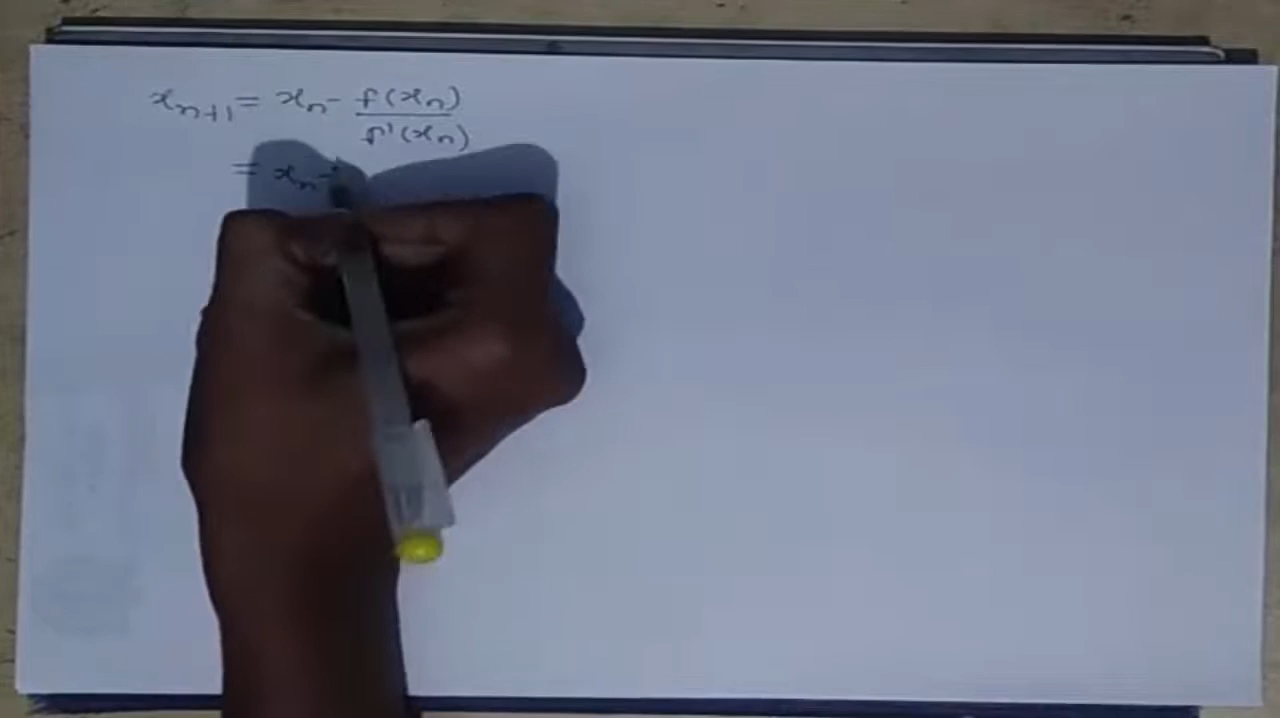 xₙ₊₁ = xₙ - f(xₙ) / f'(xₙ)
= xₙ -